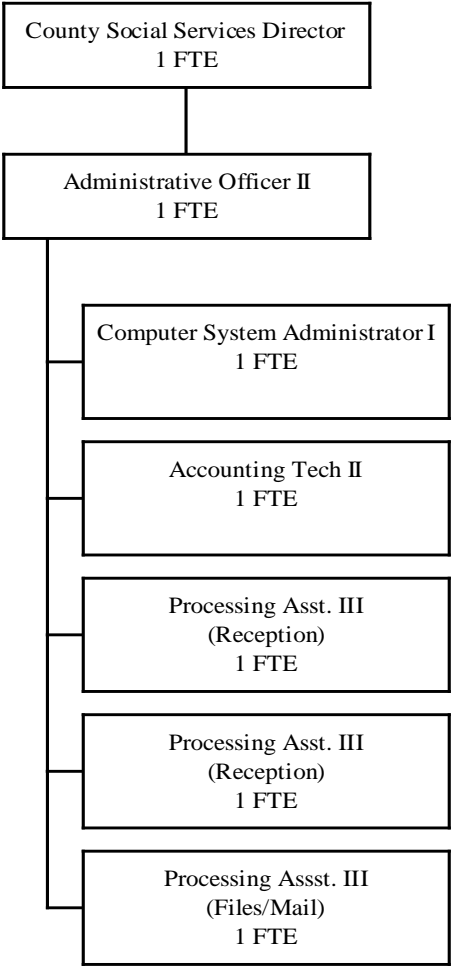 County Social Services Director
1 FTE
Administrative Officer II
1 FTE
Computer System Administrator I
1 FTE
Accounting Tech II
1 FTE
Processing Asst. III
(Reception)
1 FTE
Processing Asst. III
(Reception)
1 FTE
Processing Assst. III
(Files/Mail)
1 FTE